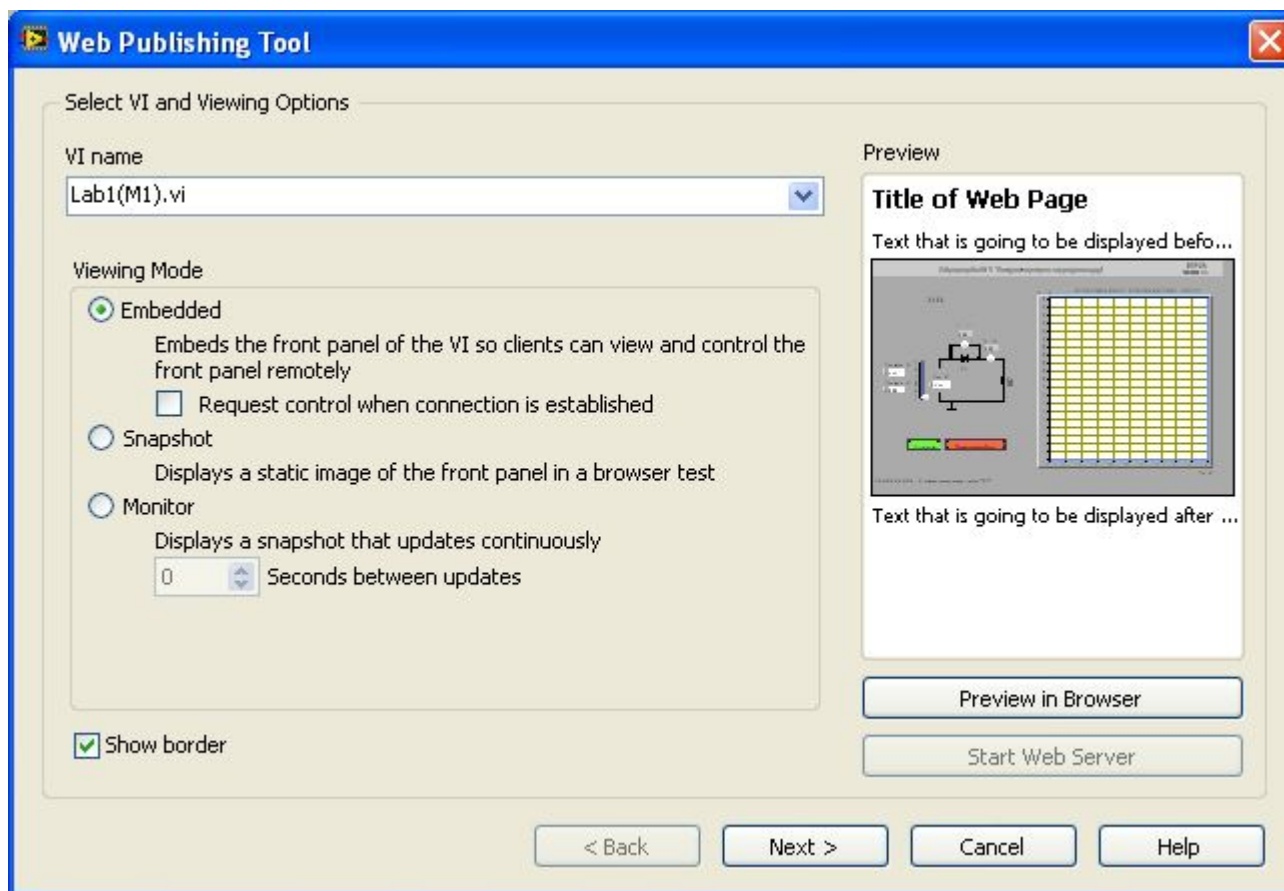 Web Publishing Tool
Select VI and Viewing Options
VI name
Lab1(M1).vi
Viewing Mode
Embedded
Embeds the front panel of the VI so clients can view and control the
front panel remotely
Request control when connection is established
Snapshot
Displays a static image of the front panel in a browser test
Monitor
Displays a snapshot that updates continuously
0 Seconds between updates
Show border
Preview
Title of Web Page
Text that is going to be displayed befo...
Text that is going to be displayed after ...
Preview in Browser
Start Web Server
< Back Next > Cancel Help